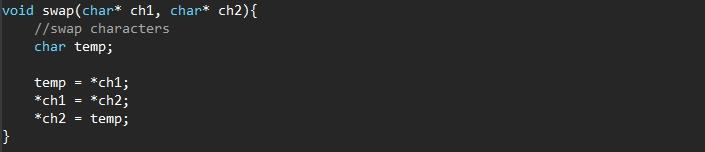 void swap(char* ch1, char* ch2){
    //swap characters
    char temp;

    temp = *ch1;
    *ch1 = *ch2;
    *ch2 = temp;
}